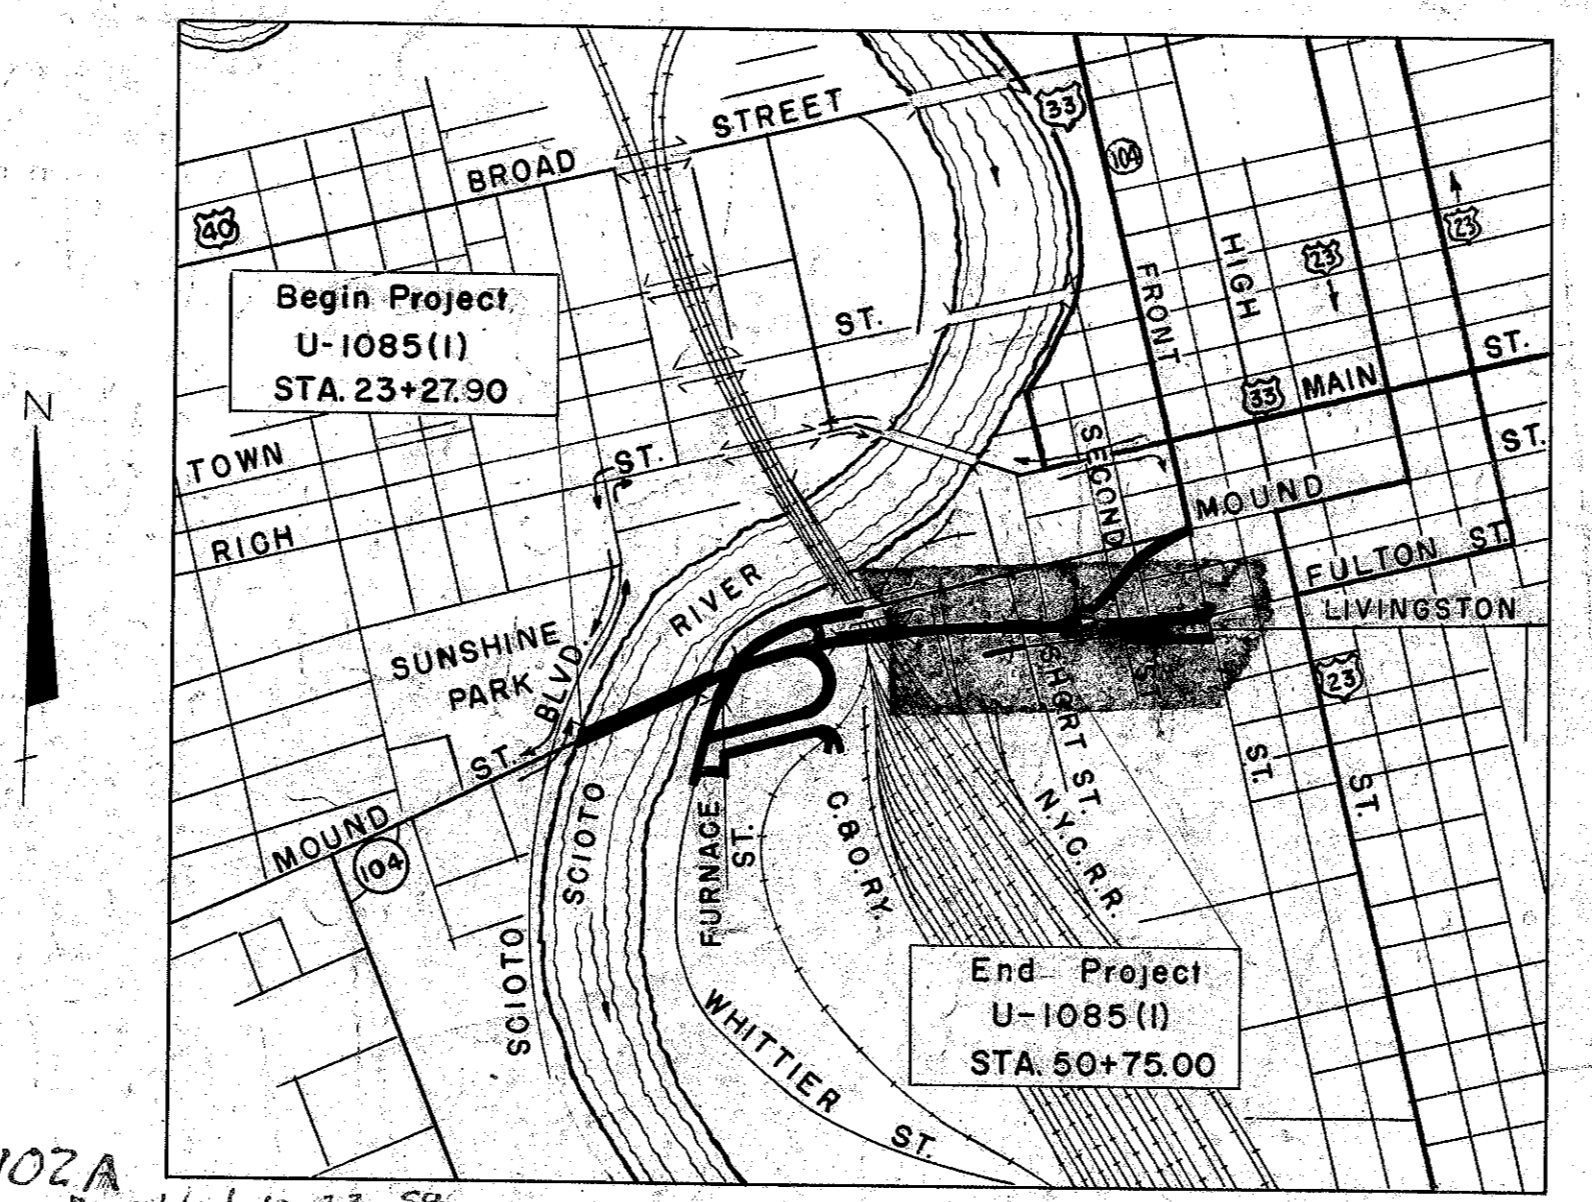 33
STREET
104
BROAD
40
23
HIGH
23
FRONT
Begin Project
U-1085(1)
STA. 23+27.90
ST.
ST.
33
MAIN
N
TOWN
ST.
SECOND
ST.
MOUND
RICH
FULTON ST.
RIVER
LIVINGSTON
SUNSHINE
PARK
BLVD.
23
SHORT ST.
ST.
ST.
ST.
ST.
MOUND
104
SCIOTO
FURNACE
ST.
C.&O.RY.
N.Y.C.R.R.
SCIOTO
End Project
U-1085(1)
STA. 50+75.00
WHITTIER
ST.
102A